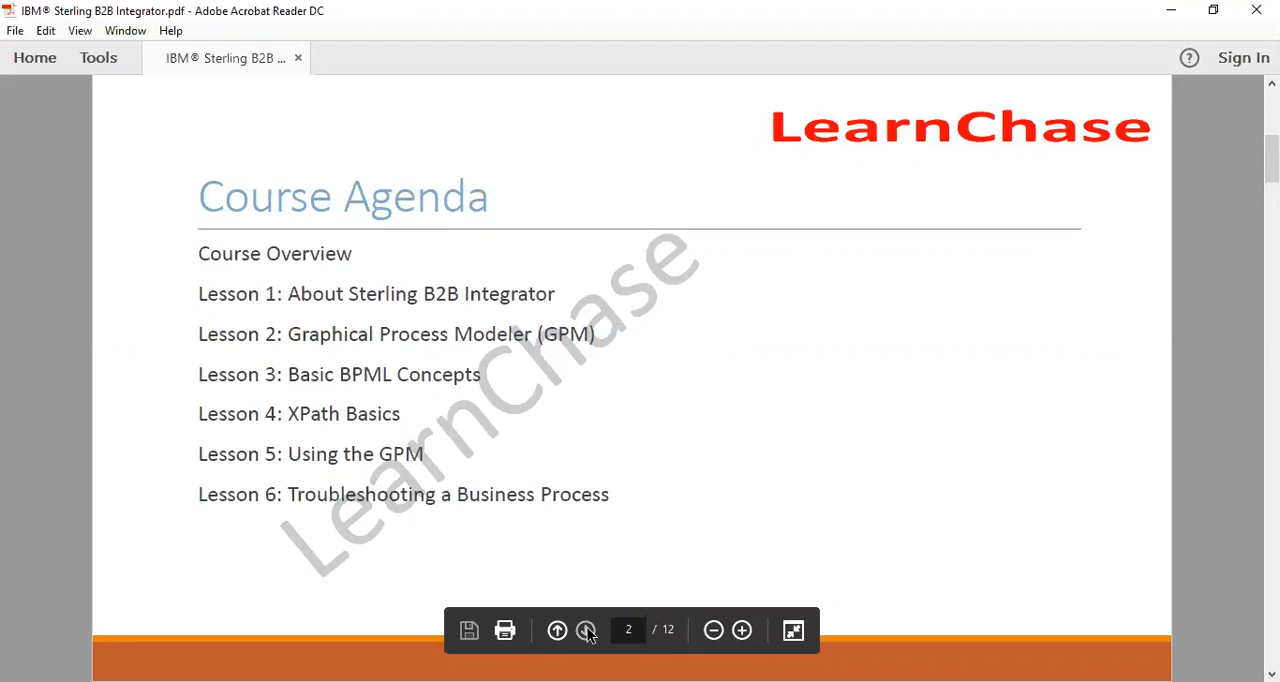 IBM® Sterling B2B Integrator.pdf - Adobe Acrobat Reader DC
File Edit View Window Help
Home Tools IBM® Sterling B2B ... × ? Sign In
LearnChase
Course Agenda
Course Overview
Lesson 1: About Sterling B2B Integrator
Lesson 2: Graphical Process Modeler (GPM)
Lesson 3: Basic BPML Concepts
Lesson 4: XPath Basics
Lesson 5: Using the GPM
Lesson 6: Troubleshooting a Business Process
LearnChase
2 / 12